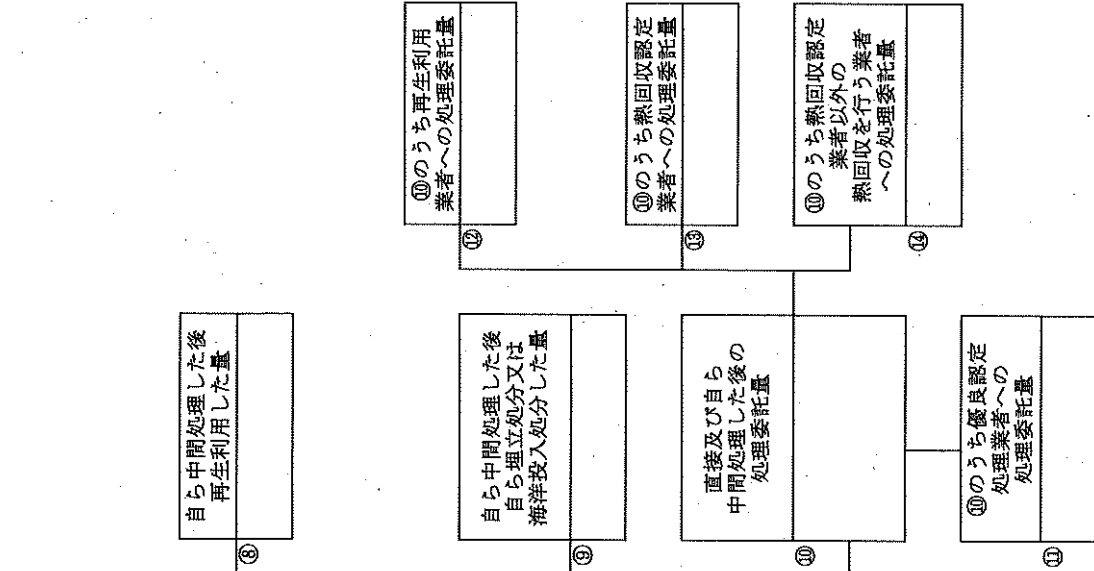 自ら中間処理した後
再生利用した量
⑧
自ら中間処理した後
自ら埋立処分又は
海洋投入処分した量
⑨
直接及び自ら
中間処理した後の
処理委託量
⑩
⑩のうち優良認定
処理業者への
処理委託量
⑪
⑩のうち再生利用
業者への処理委託量
⑫
⑩のうち熱回収認定
業者への処理委託量
⑬
⑩のうち熱回収認定
業者以外の
熱回収を行う業者
への処理委託量
⑭